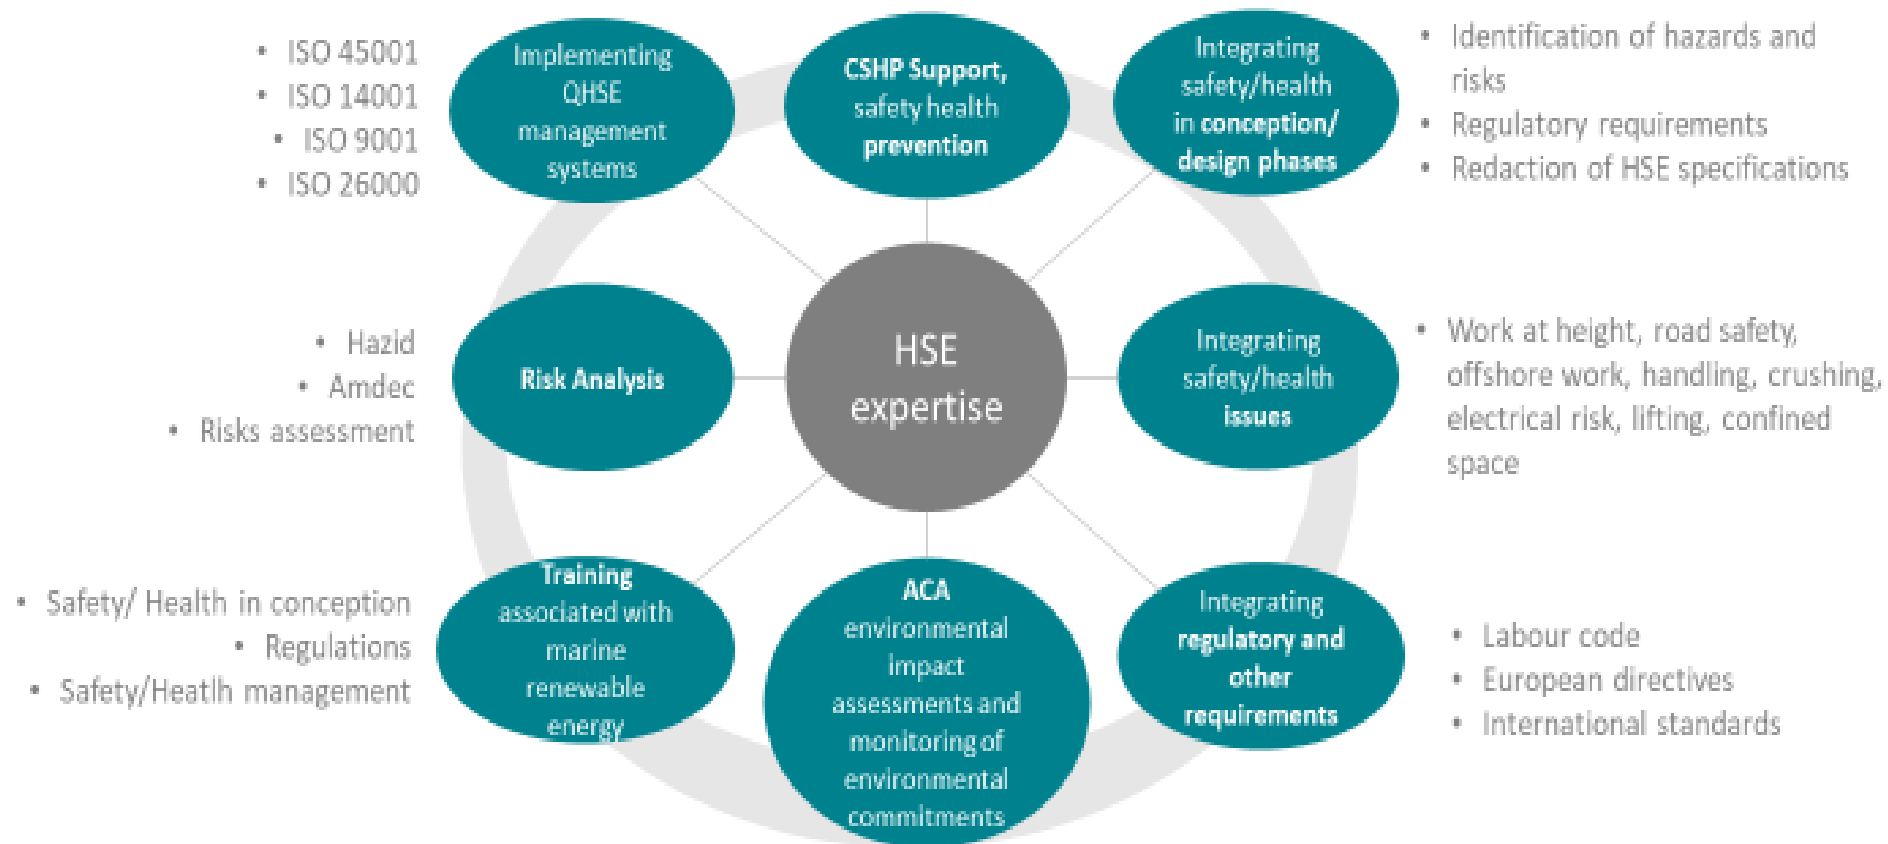 • ISO 45001
• ISO 14001
• ISO 9001
• ISO 26000
Implementing
QHSE
management
systems
CSHP Support,
safety health
prevention
Integrating
safety/health
in conception/
design phases
• Identification of hazards and
risks
• Regulatory requirements
• Redaction of HSE specifications
• Hazid
• Amdec
• Risks assessment
Risk Analysis
HSE
expertise
Integrating
safety/health
issues
• Work at height, road safety,
offshore work, handling, crushing,
electrical risk, lifting, confined
space
• Safety/ Health in conception
• Regulations
• Safety/Heatlh management
Training
associated with
marine
renewable
energy
ACA
environmental
impact
assessments and
monitoring of
environmental
commitments
Integrating
regulatory and
other
requirements
• Labour code
• European directives
• International standards